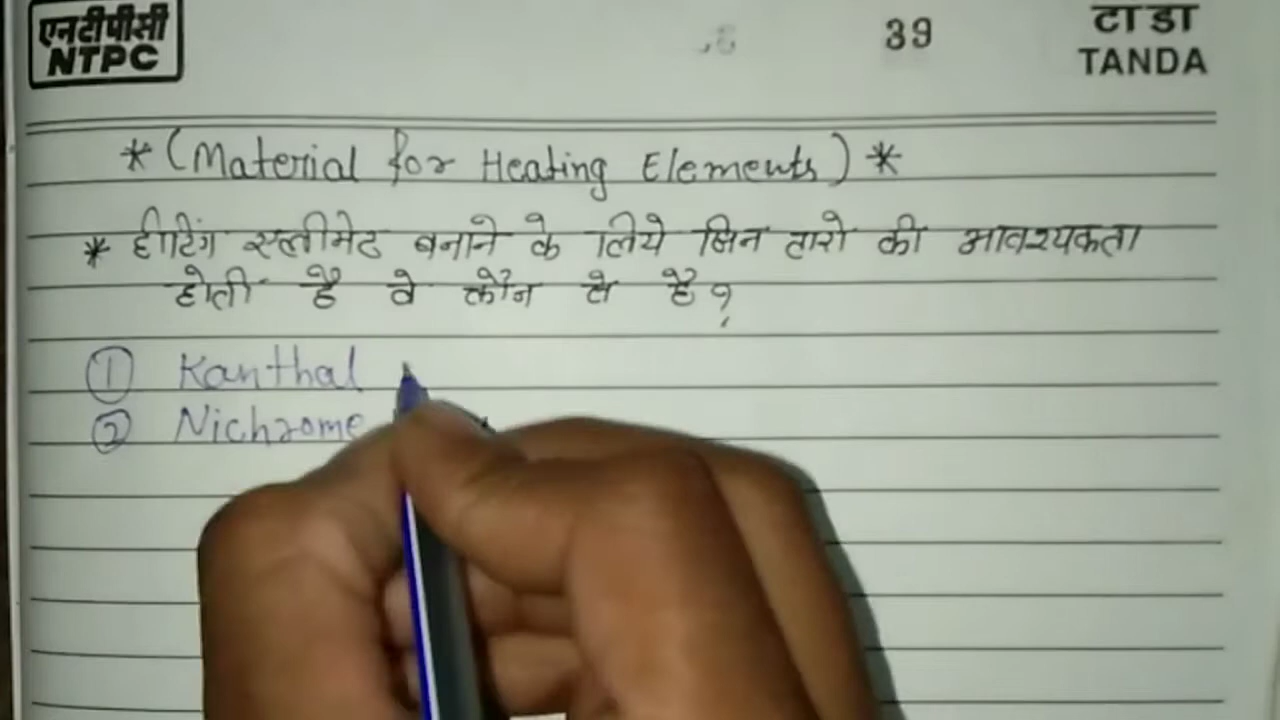 एनटीपीसी
NTPC
39
टाडा
TANDA
* (Material for Heating Elements) *
* हीटिंग एलीमेट बनाने के लिये जिन तारो की आवश्यकता
होती है वे कौन से है?
① Kanthal
② Nichrome